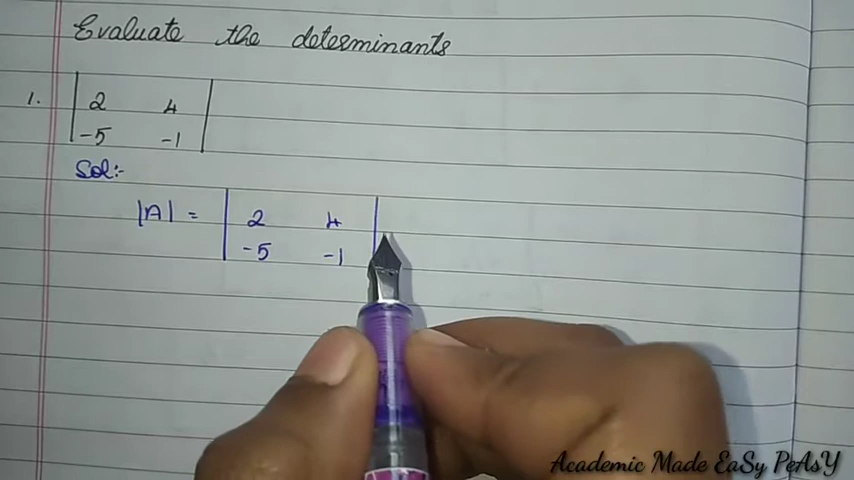 Evaluate the determinants
1. | 2 4 |
| -5 -1 |
Sol:-
|A| = | 2 4 |
| -5 -1 |
Academic Made EaSy PeAsY